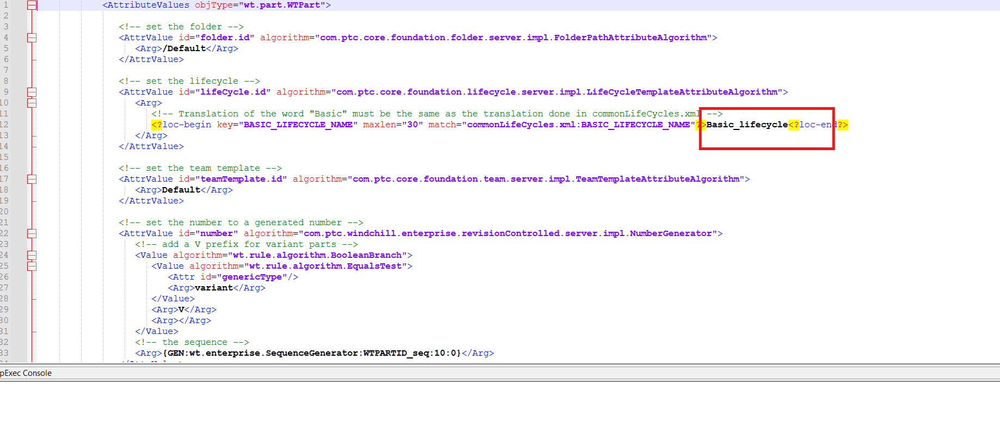 1 <AttributeValues objType="wt.part.WTPart">
2
3 <!-- set the folder -->
4 <AttrValue id="folder.id" algorithm="com.ptc.core.foundation.folder.server.impl.FolderPathAttributeAlgorithm">
5 <Arg>/Default</Arg>
6 </AttrValue>
7
8 <!-- set the lifecycle -->
9 <AttrValue id="lifeCycle.id" algorithm="com.ptc.core.foundation.lifecycle.server.impl.LifeCycleTemplateAttributeAlgorithm">
10 <Arg>
11 <!-- Translation of the word "Basic" must be the same as the translation done in commonLifeCycles.xml -->
12 <?loc-begin key="BASIC_LIFECYCLE_NAME" maxlen="30" match="commonLifeCycles.xml:BASIC_LIFECYCLE_NAME"?>Basic_lifecycle<?loc-end?>
13 </Arg>
14 </AttrValue>
15
16 <!-- set the team template -->
17 <AttrValue id="teamTemplate.id" algorithm="com.ptc.core.foundation.team.server.impl.TeamTemplateAttributeAlgorithm">
18 <Arg>Default</Arg>
19 </AttrValue>
20
21 <!-- set the number to a generated number -->
22 <AttrValue id="number" algorithm="com.ptc.windchill.enterprise.revisionControlled.server.impl.NumberGenerator">
23 <!-- add a V prefix for variant parts -->
24 <Value algorithm="wt.rule.algorithm.BooleanBranch">
25 <Value algorithm="wt.rule.algorithm.EqualsTest">
26 <Attr id="genericType"/>
27 <Arg>variant</Arg>
28 </Value>
29 <Arg>V</Arg>
30 <Arg></Arg>
31 </Value>
32 <!-- the sequence -->
33 <Arg>{GEN:wt.enterprise.SequenceGenerator:WTPARTID_seq:10:0}</Arg>
pExec Console